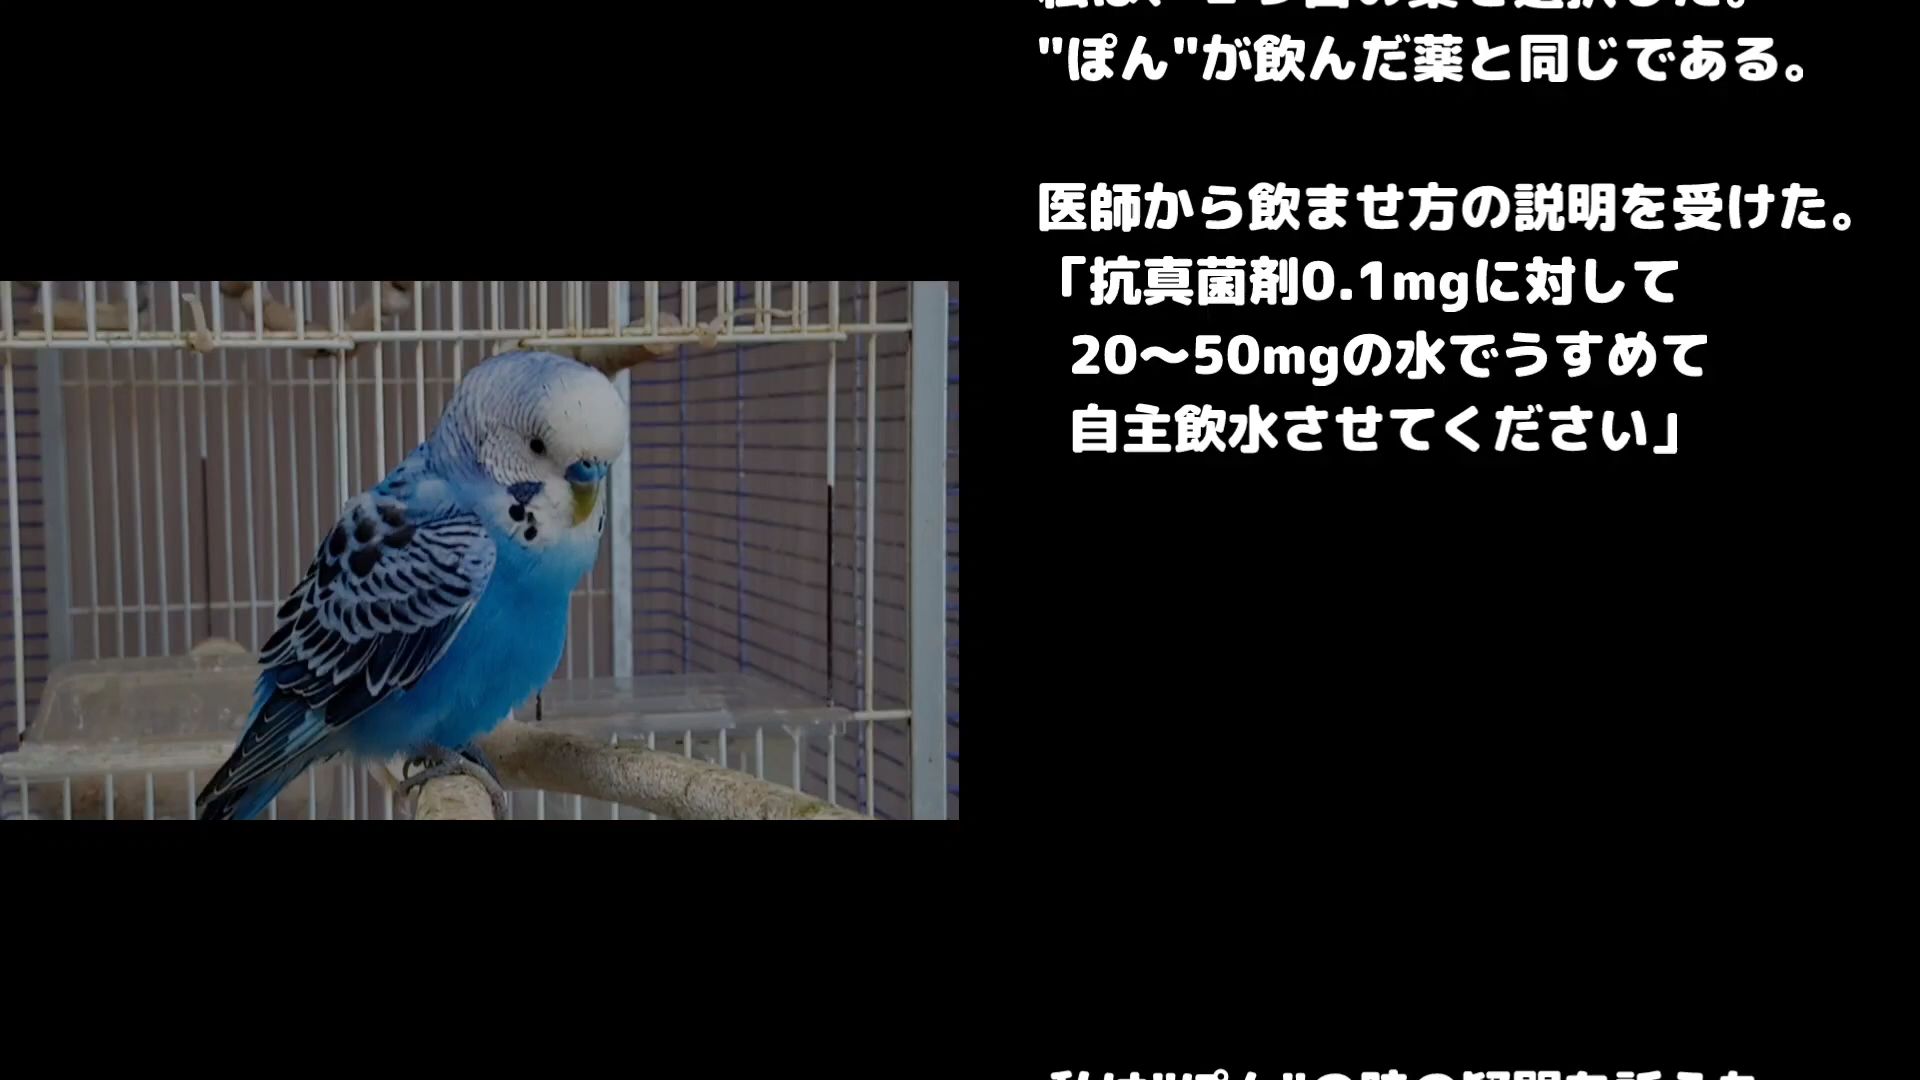 "ぽん"が飲んだ薬と同じである。
医師から飲ませ方の説明を受けた。
「抗真菌剤0.1mgに対して
20〜50mgの水でうすめて
自主飲水させてください」